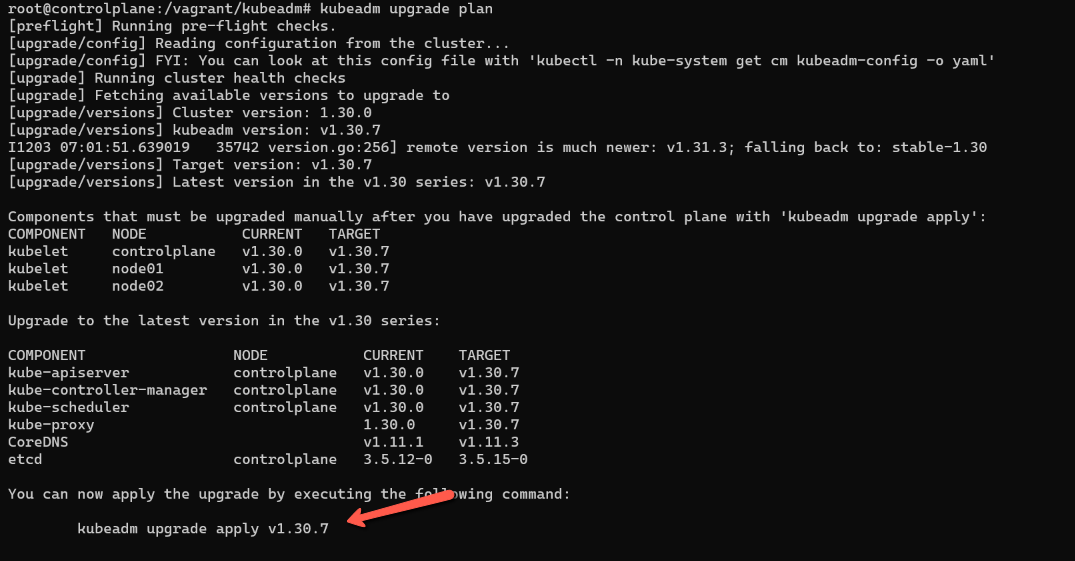 root@controlplane:/vagrant/kubeadm# kubeadm upgrade plan
[preflight] Running pre-flight checks.
[upgrade/config] Reading configuration from the cluster...
[upgrade/config] FYI: You can look at this config file with 'kubectl -n kube-system get cm kubeadm-config -o yaml'
[upgrade] Running cluster health checks
[upgrade] Fetching available versions to upgrade to
[upgrade/versions] Cluster version: 1.30.0
[upgrade/versions] kubeadm version: v1.30.7
I1203 07:01:51.639019   35742 version.go:256] remote version is much newer: v1.31.3; falling back to: stable-1.30
[upgrade/versions] Target version: v1.30.7
[upgrade/versions] Latest version in the v1.30 series: v1.30.7

Components that must be upgraded manually after you have upgraded the control plane with 'kubeadm upgrade apply':
COMPONENT   NODE           CURRENT   TARGET
kubelet     controlplane   v1.30.0   v1.30.7
kubelet     node01         v1.30.0   v1.30.7
kubelet     node02         v1.30.0   v1.30.7

Upgrade to the latest version in the v1.30 series:

COMPONENT                 NODE           CURRENT    TARGET
kube-apiserver            controlplane   v1.30.0    v1.30.7
kube-controller-manager   controlplane   v1.30.0    v1.30.7
kube-scheduler            controlplane   v1.30.0    v1.30.7
kube-proxy                               1.30.0     v1.30.7
CoreDNS                                  v1.11.1    v1.11.3
etcd                      controlplane   3.5.12-0   3.5.15-0

You can now apply the upgrade by executing the following command:

        kubeadm upgrade apply v1.30.7